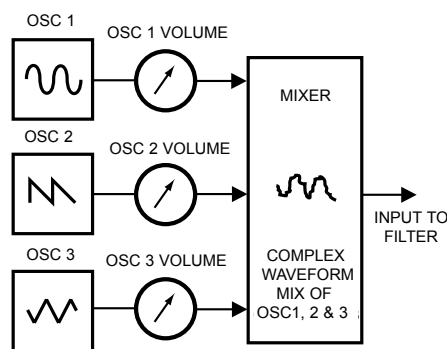 OSC 1
OSC 1 VOLUME
OSC 2
OSC 2 VOLUME
OSC 3
OSC 3 VOLUME
MIXER
COMPLEX
WAVEFORM
MIX OF
OSC1, 2 & 3
INPUT TO
FILTER